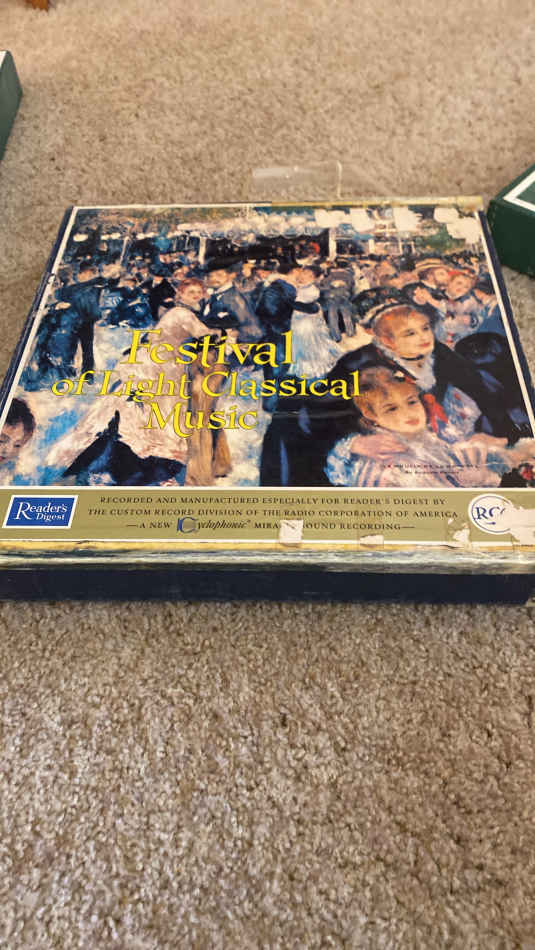 Festival
of Light Classical
Music
Reader's
Digest
RECORDED AND MANUFACTURED ESPECIALLY FOR READER'S DIGEST BY
THE CUSTOM RECORD DIVISION OF THE RADIO CORPORATION OF AMERICA
—A NEW Cyclophonic® SOUND RECORDING—
RC